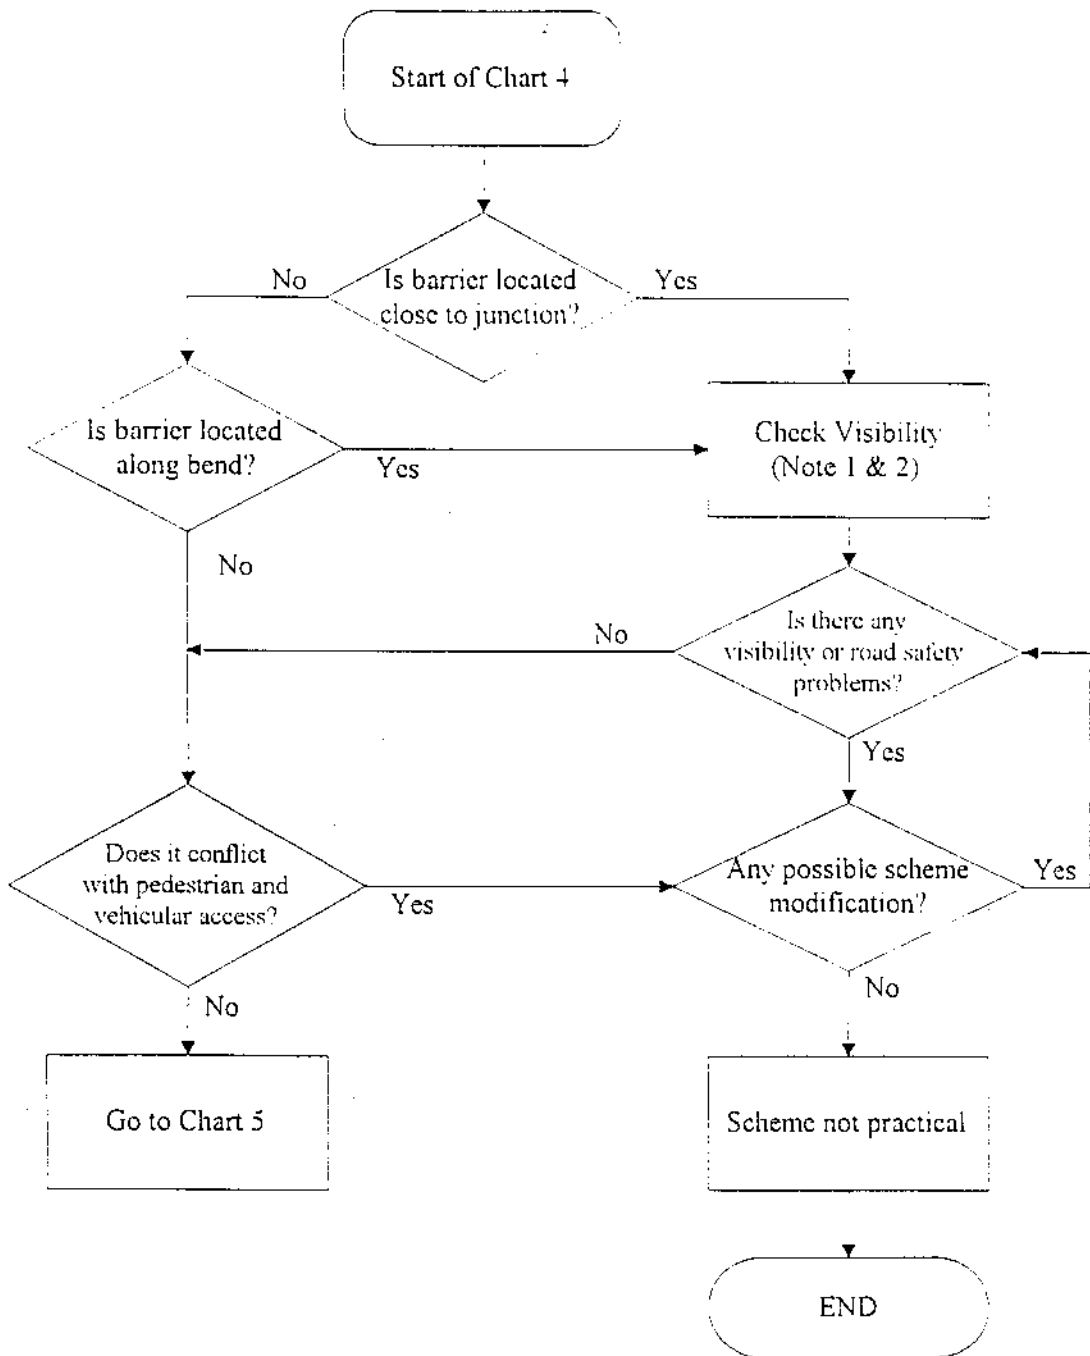 Start of Chart 4
No
Is barrier located
close to junction?
Yes
Is barrier located
along bend?
Yes
Check Visibility
(Note 1 & 2)
No
No
Is there any
visibility or road safety
problems?
Yes
Does it conflict
with pedestrian and
vehicular access?
Yes
Any possible scheme
modification?
Yes
No
No
Go to Chart 5
Scheme not practical
END